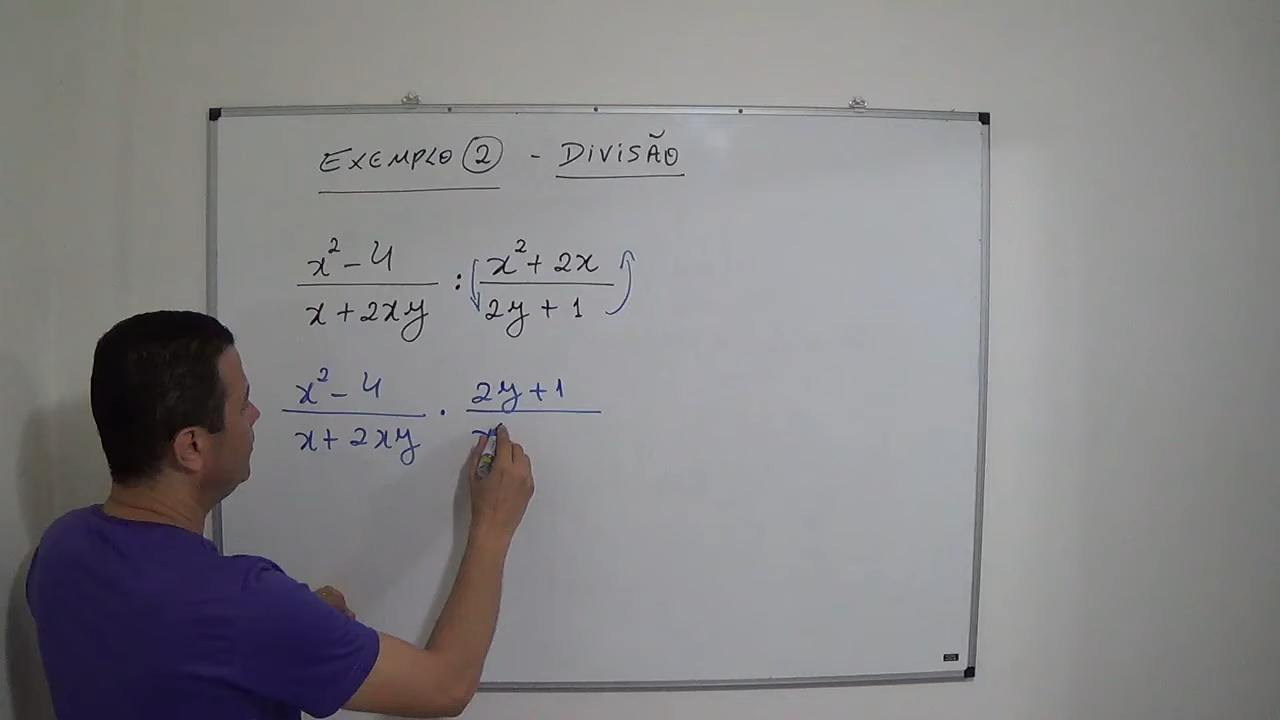 EXEMPLO 2 - DIVISÃO
x² - 4 : x² + 2x
x + 2xy 2y + 1
x² - 4 . 2y + 1
x + 2xy x